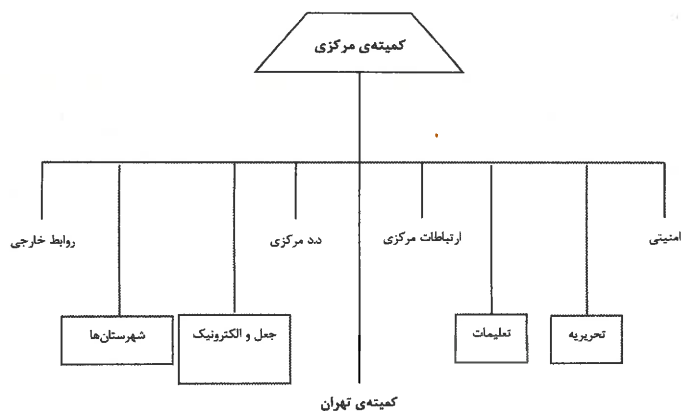 کمیته‌ی مرکزی
امنیتی
ارتباطات مرکزی
د.د مرکزی
روابط خارجی
تحریریه
تعلیمات
جعل و الکترونیک
شهرستان‌ها
کمیته‌ی تهران